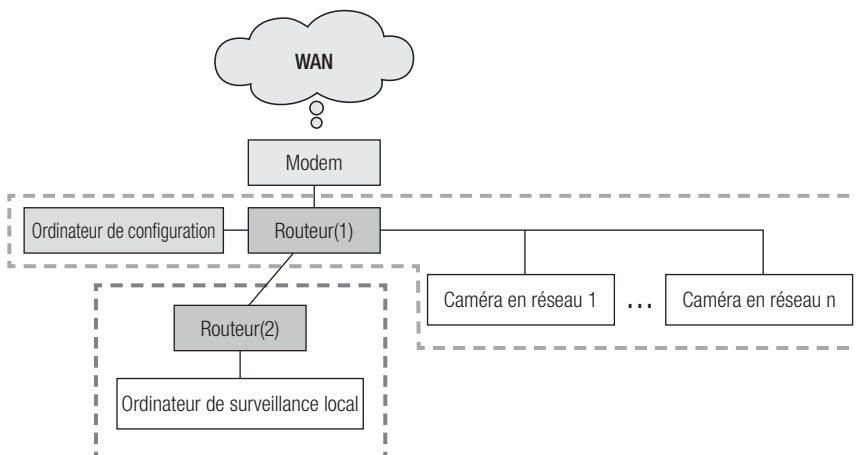 WAN
Modem
Ordinateur de configuration
Routeur(1)
Caméra en réseau 1
...
Caméra en réseau n
Routeur(2)
Ordinateur de surveillance local